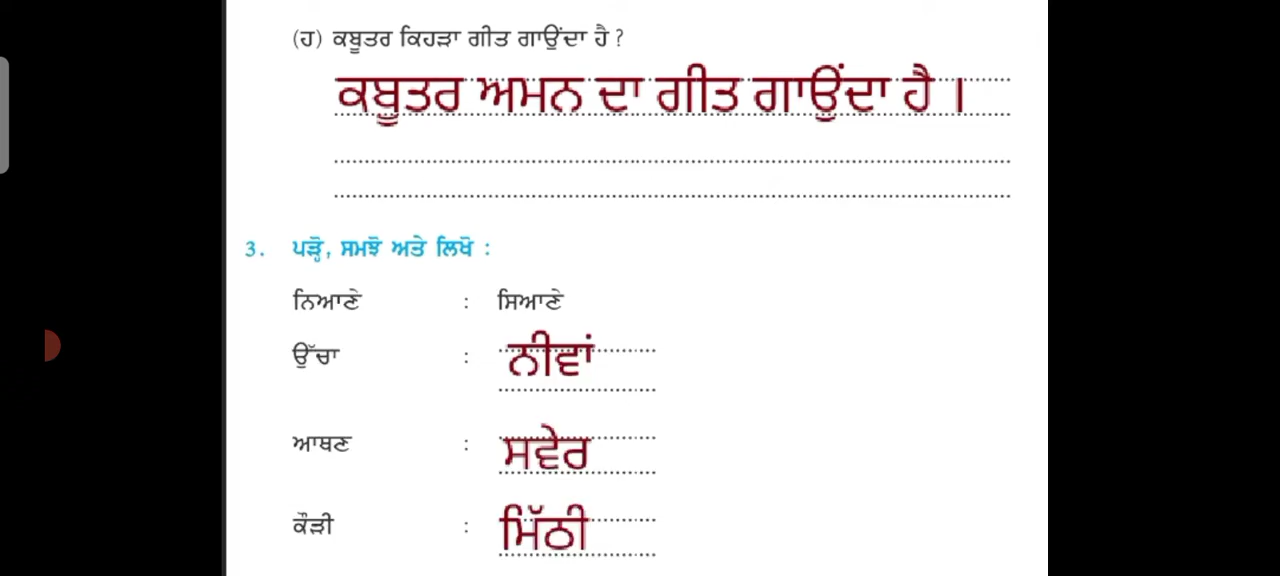 (ਹ) ਕਬੂਤਰ ਕਿਹੜਾ ਗੀਤ ਗਾਉਂਦਾ ਹੈ ?
ਕਬੂਤਰ ਅਮਨ ਦਾ ਗੀਤ ਗਾਉਂਦਾ ਹੈ ।
3. ਪੜ੍ਹੋ, ਸਮਝੋ ਅਤੇ ਲਿਖੋ :
ਨਿਆਣੇ : ਸਿਆਣੇ
ਉੱਚਾ : ਨੀਵਾਂ
ਆਥਣ : ਸਵੇਰ
ਕੌੜੀ : ਮਿੱਠੀ